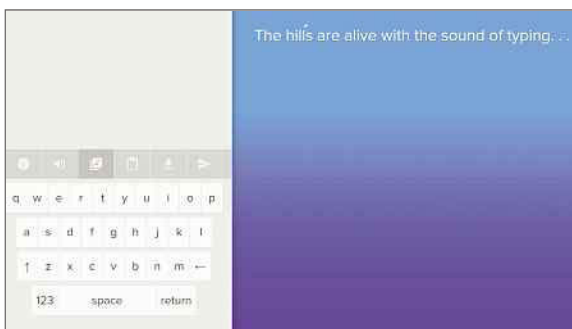 The hills are alive with the sound of typing. . .
q w e r t y u i o p
a s d f g h j k l
↑ z x c v b n m ←
123 space return